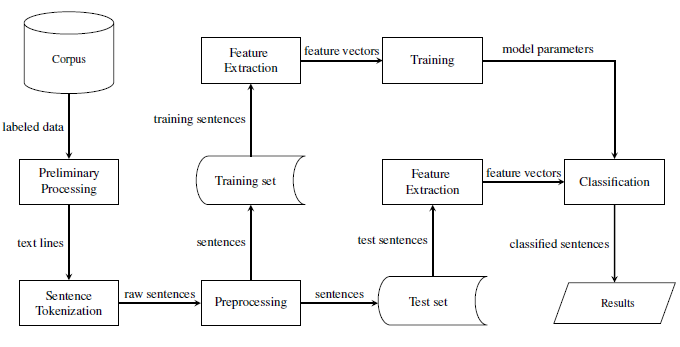 Corpus
labeled data
Preliminary
Processing
text lines
Sentence
Tokenization
raw sentences
Preprocessing
sentences
Training set
training sentences
Feature
Extraction
feature vectors
Training
model parameters
sentences
Test set
test sentences
Feature
Extraction
feature vectors
Classification
classified sentences
Results